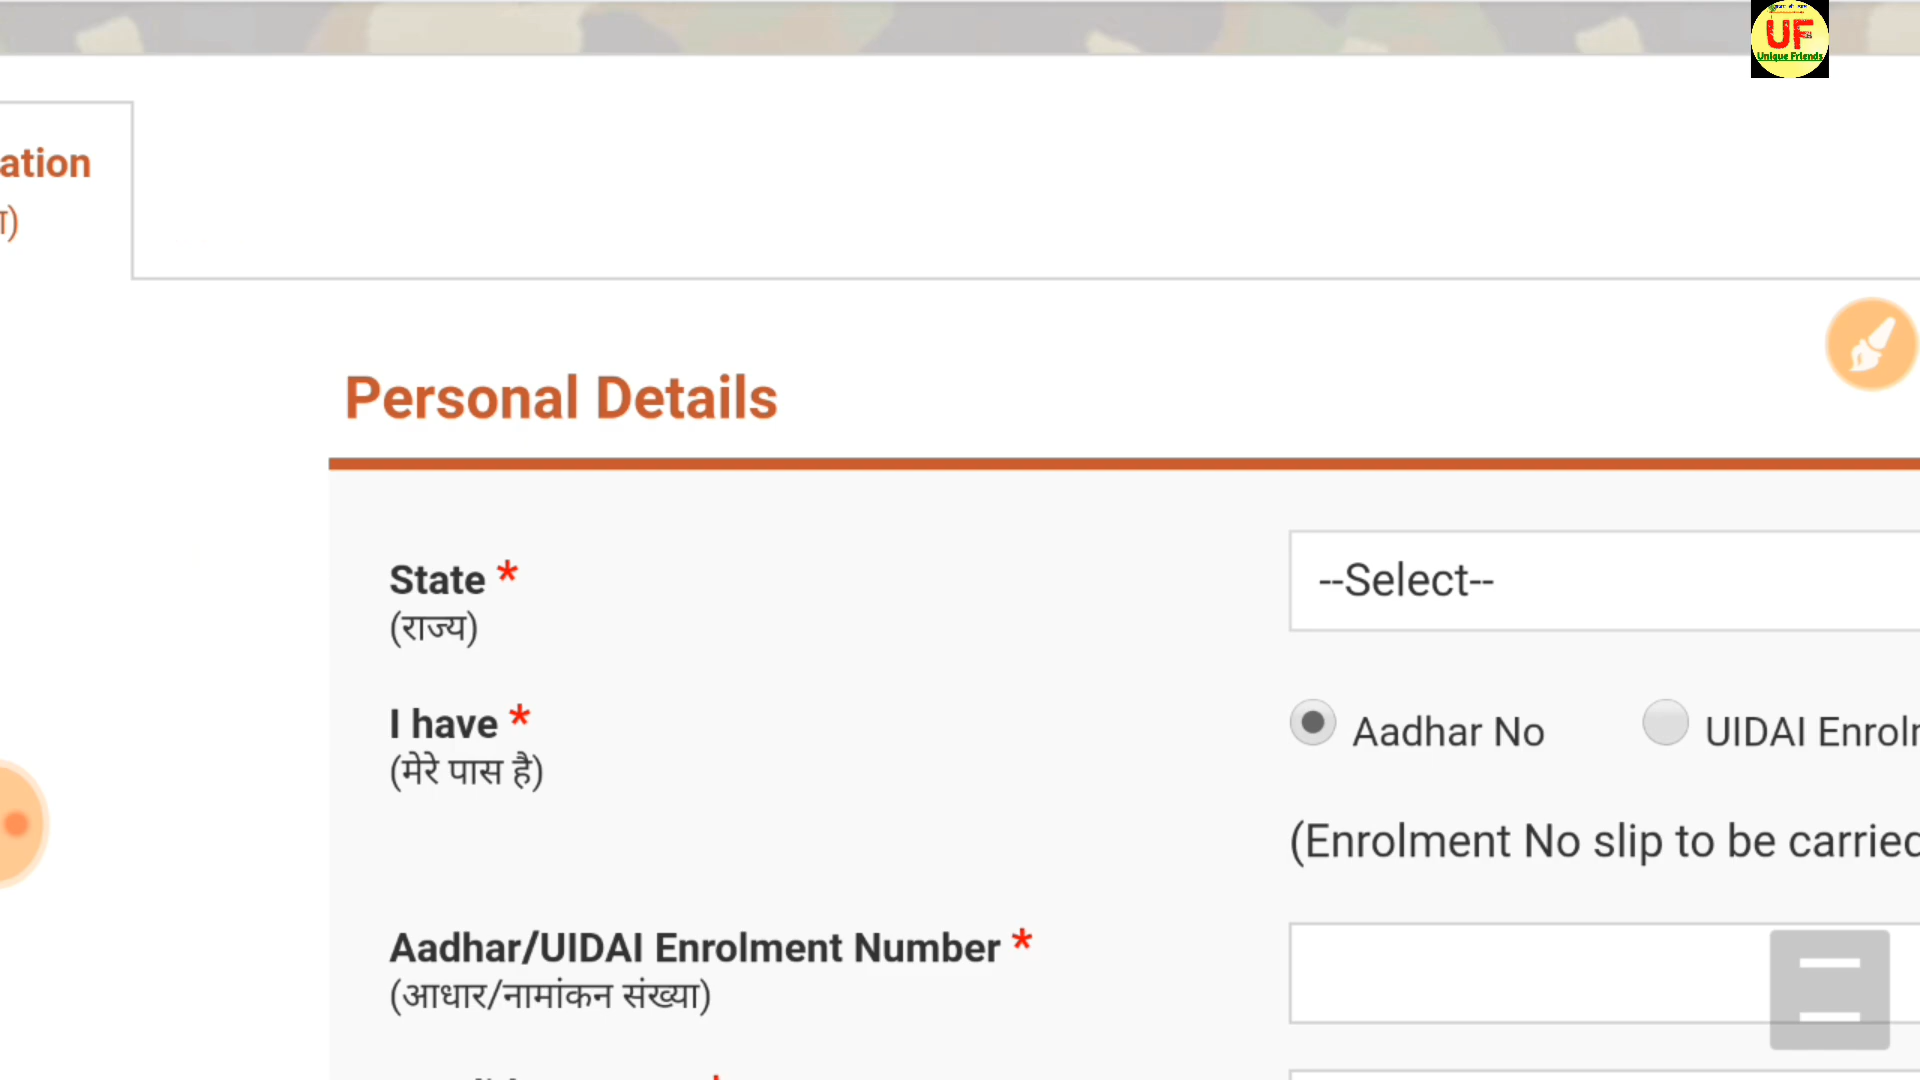 UF
Unique Friends
ation
Personal Details
State *
(राज्य)
--Select--
I have *
(मेरे पास है)
Aadhar No
UIDAI Enroln
(Enrolment No slip to be carried
Aadhar/UIDAI Enrolment Number *
(आधार/नामांकन संख्या)